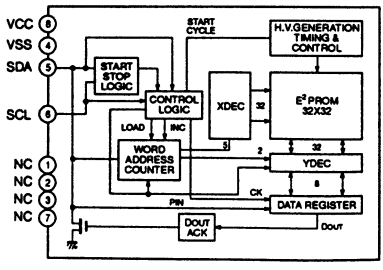 VCC 8
VSS 4
SDA 5
SCL 6
NC 1
NC 2
NC 3
NC 7
START
CYCLE
H.V.GENERATION
TIMING &
CONTROL
START
STOP
LOGIC
CONTROL
LOGIC
LOAD
INC
WORD
ADDRESS
COUNTER
XDEC
32
E² PROM
32X32
5
2
32
YDEC
8
CK
PIN
DATA REGISTER
DOUT
ACK
DOUT